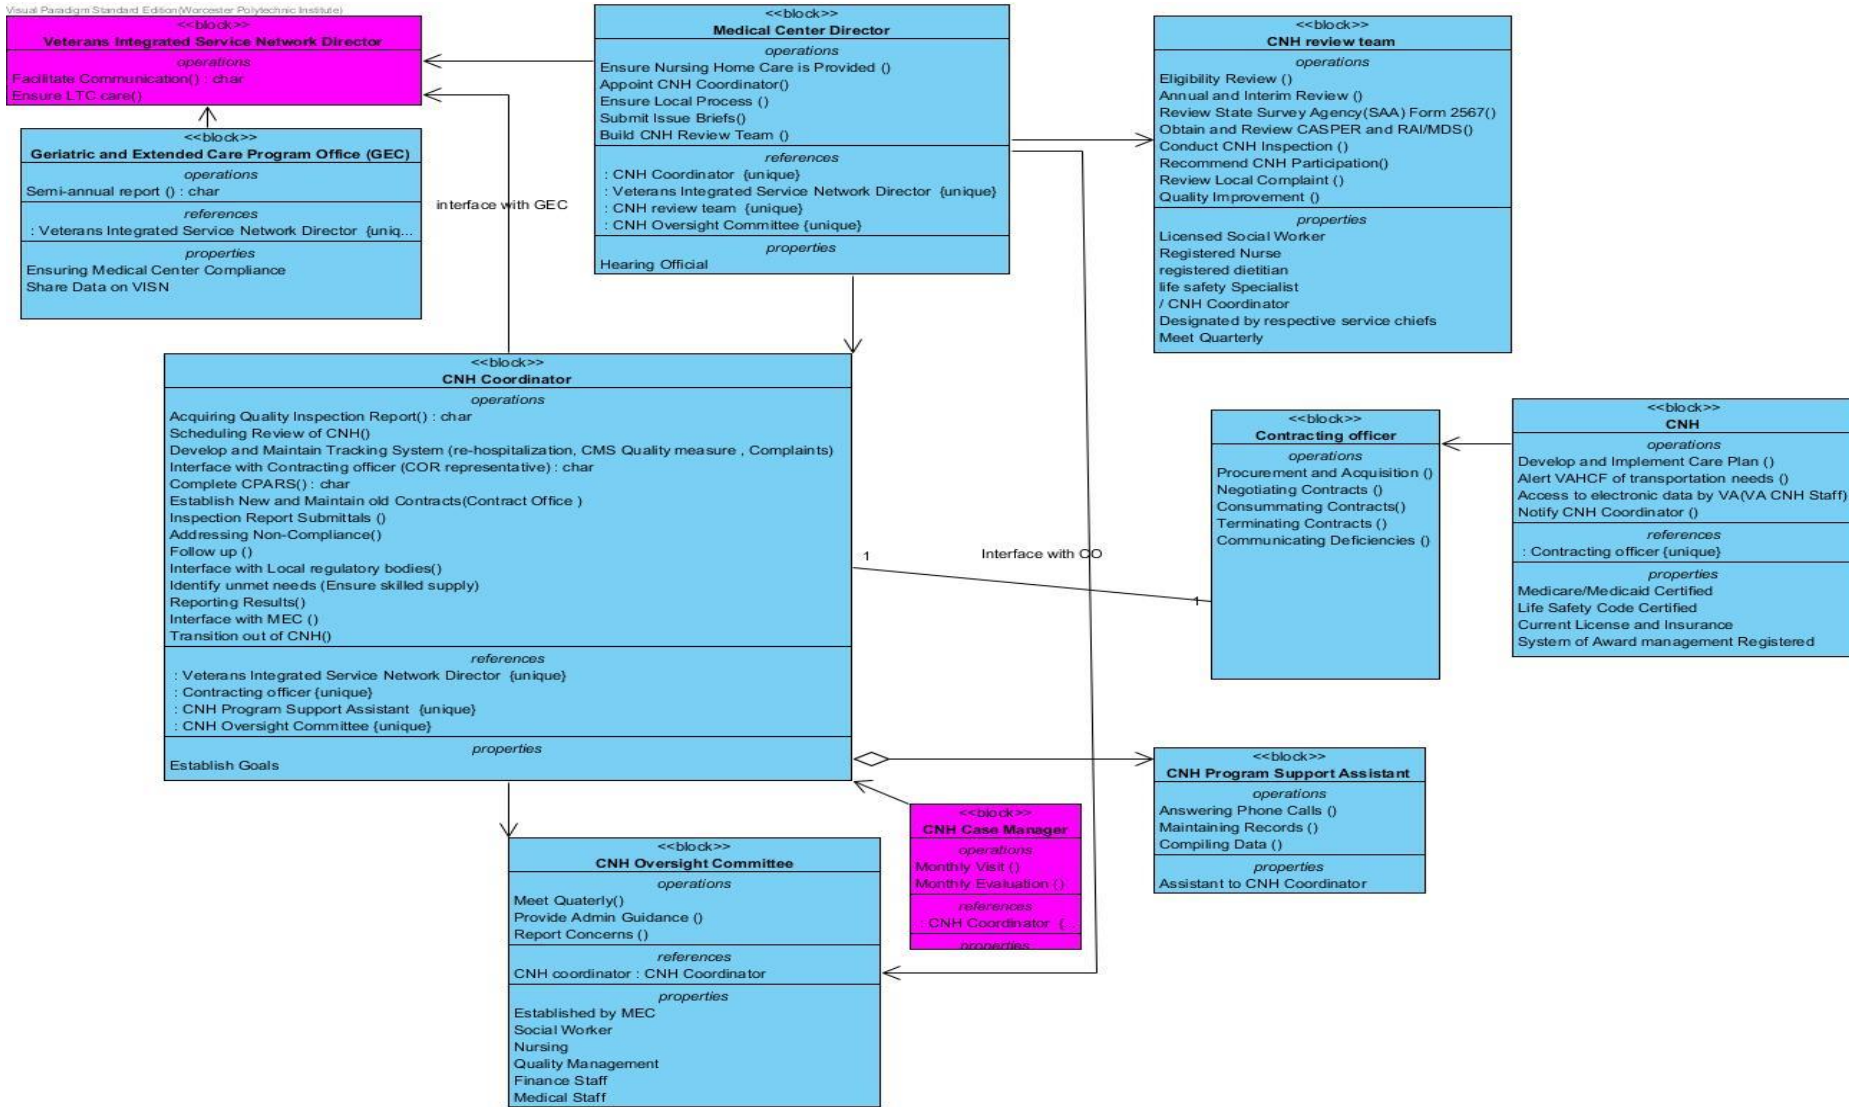 Visual Paradigm Standard Edition(Worcester Polytechnic Institute)
<<block>>
Veterans Integrated Service Network Director
operations
Facilitate Communication() : char
Ensure LTC care()
<<block>>
Medical Center Director
operations
Ensure Nursing Home Care is Provided ()
Appoint CNH Coordinator()
Ensure Local Process ()
Submit Issue Briefs()
Build CNH Review Team ()
references
: CNH Coordinator {unique}
: Veterans Integrated Service Network Director {unique}
: CNH review team {unique}
: CNH Oversight Committee {unique}
properties
Hearing Official
<<block>>
CNH review team
operations
Eligibility Review ()
Annual and Interim Review ()
Review State Survey Agency(SAA) Form 2567()
Obtain and Review CASPER and RAI/MDS()
Conduct CNH Inspection ()
Recommend CNH Participation()
Review Local Complaint ()
Quality Improvement ()
properties
Licensed Social Worker
Registered Nurse
registered dietitian
life safety Specialist
/ CNH Coordinator
Designated by respective service chiefs
Meet Quarterly
<<block>>
Geriatric and Extended Care Program Office (GEC)
operations
Semi-annual report () : char
references
: Veterans Integrated Service Network Director {uniq...
properties
Ensuring Medical Center Compliance
Share Data on VISN
interface with GEC
<<block>>
CNH Coordinator
operations
Acquiring Quality Inspection Report() : char
Scheduling Review of CNH()
Develop and Maintain Tracking System (re-hospitalization, CMS Quality measure , Complaints)
Interface with Contracting officer (COR representative) : char
Complete CPARS() : char
Establish New and Maintain old Contracts(Contract Office )
Inspection Report Submittals ()
Addressing Non-Compliance()
Follow up ()
Interface with Local regulatory bodies()
Identify unmet needs (Ensure skilled supply)
Reporting Results()
Interface with MEC ()
Transition out of CNH()
references
: Veterans Integrated Service Network Director {unique}
: Contracting officer {unique}
: CNH Program Support Assistant {unique}
: CNH Oversight Committee {unique}
properties
Establish Goals
1
Interface with CO
1
<<block>>
Contracting officer
operations
Procurement and Acquisition ()
Negotiating Contracts ()
Consummating Contracts()
Terminating Contracts ()
Communicating Deficiencies ()
<<block>>
CNH
operations
Develop and Implement Care Plan ()
Alert VAHCF of transportation needs ()
Access to electronic data by VA(VA CNH Staff)
Notify CNH Coordinator ()
references
: Contracting officer {unique}
properties
Medicare/Medicaid Certified
Life Safety Code Certified
Current License and Insurance
System of Award management Registered
<<block>>
CNH Program Support Assistant
operations
Answering Phone Calls ()
Maintaining Records ()
Compiling Data ()
properties
Assistant to CNH Coordinator
<<block>>
CNH Case Manager
operations
Monthly Visit ()
Monthly Evaluation ()
references
: CNH Coordinator {...
properties
<<block>>
CNH Oversight Committee
operations
Meet Quaterly()
Provide Admin Guidance ()
Report Concerns ()
references
CNH coordinator : CNH Coordinator
properties
Established by MEC
Social Worker
Nursing
Quality Management
Finance Staff
Medical Staff